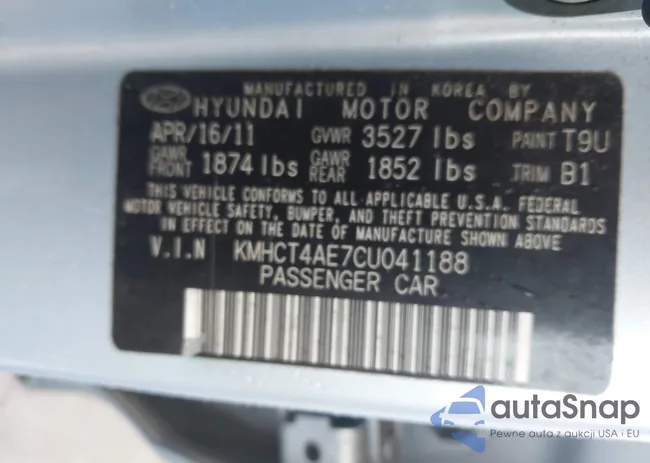 MANUFACTURED IN KOREA BY
HYUNDAI MOTOR COMPANY
APR/16/11 GVWR 3527 lbs PAINT T9U
GAWR FRONT 1874 lbs GAWR REAR 1852 lbs TRIM B1
THIS VEHICLE CONFORMS TO ALL APPLICABLE U.S.A. FEDERAL
MOTOR VEHICLE SAFETY, BUMPER, AND THEFT PREVENTION STANDARDS
IN EFFECT ON THE DATE OF MANUFACTURE SHOWN ABOVE
V.I.N KMHCT4AE7CU041188
PASSENGER CAR
autaSnap
Pewne auto z aukcji USA i EU